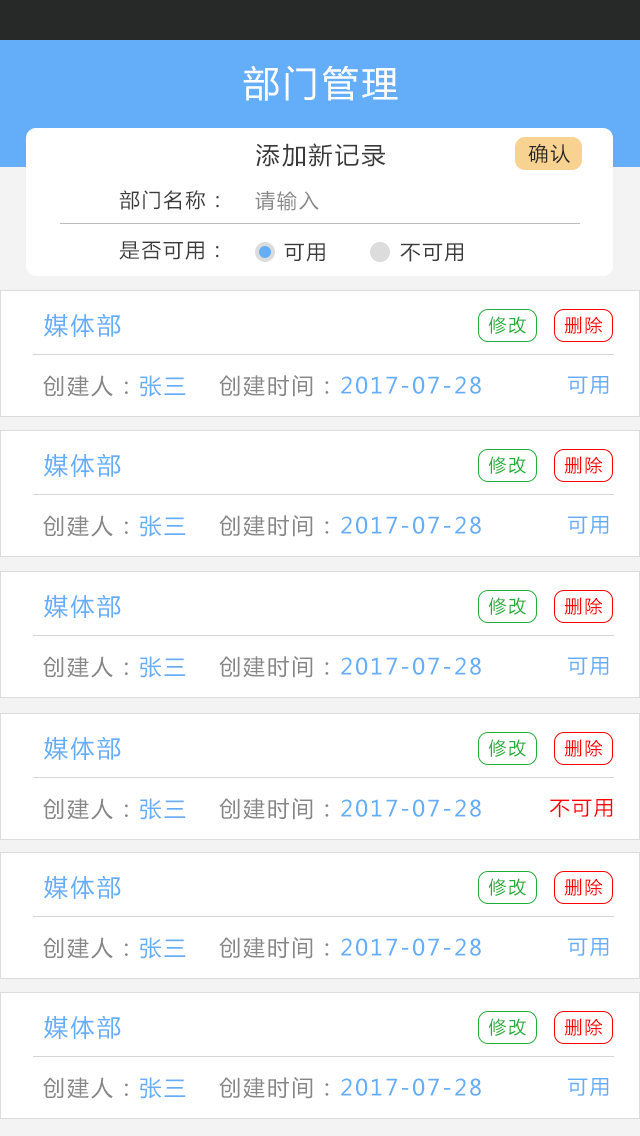 部门管理
添加新记录 确认
部门名称： 请输入
是否可用： 可用 不可用
媒体部 修改 删除
创建人：张三 创建时间：2017-07-28 可用
媒体部 修改 删除
创建人：张三 创建时间：2017-07-28 可用
媒体部 修改 删除
创建人：张三 创建时间：2017-07-28 可用
媒体部 修改 删除
创建人：张三 创建时间：2017-07-28 不可用
媒体部 修改 删除
创建人：张三 创建时间：2017-07-28 可用
媒体部 修改 删除
创建人：张三 创建时间：2017-07-28 可用